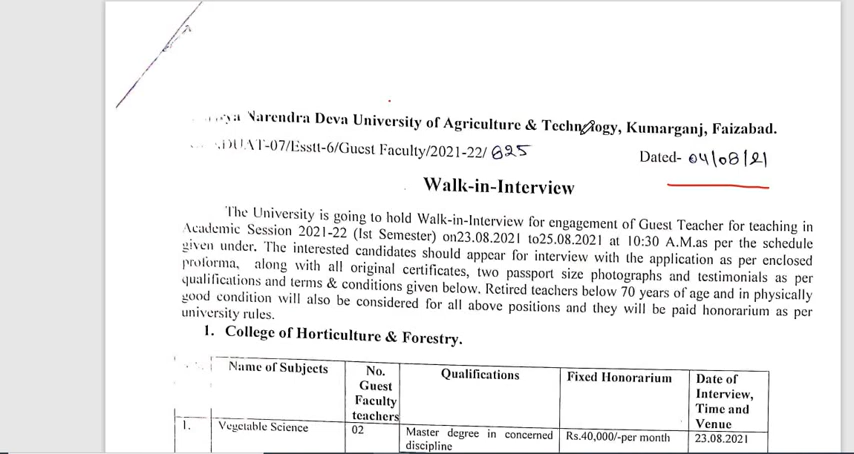 Narendra Deva University of Agriculture & Technology, Kumarganj, Faizabad.
DUAT-07/Esstt-6/Guest Faculty/2021-22/ 825 Dated- 04/08/21
Walk-in-Interview
The University is going to hold Walk-in-Interview for engagement of Guest Teacher for teaching in
Academic Session 2021-22 (Ist Semester) on23.08.2021 to25.08.2021 at 10:30 A.M.as per the schedule
given under. The interested candidates should appear for interview with the application as per enclosed
proforma, along with all original certificates, two passport size photographs and testimonials as per
qualifications and terms & conditions given below. Retired teachers below 70 years of age and in physically
good condition will also be considered for all above positions and they will be paid honorarium as per
university rules.
1. College of Horticulture & Forestry.
Name of Subjects
No.
Guest
Faculty
teachers
Qualifications
Fixed Honorarium
Date of
Interview,
Time and
Venue
1.
Vegetable Science
02
Master degree in concerned
discipline
Rs.40,000/-per month
23.08.2021